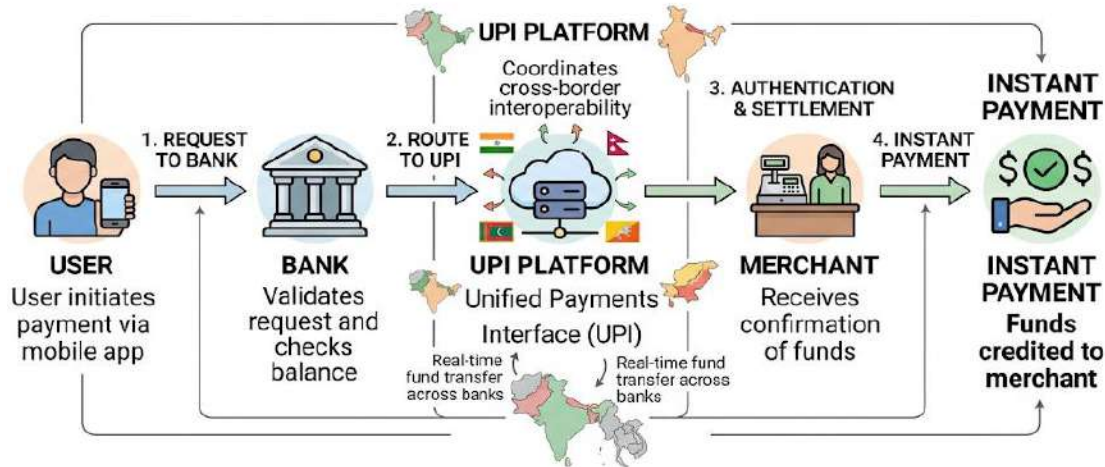 UPI PLATFORM
Coordinates
cross-border
interoperability
1. REQUEST
TO BANK
2. ROUTE
TO UPI
3. AUTHENTICATION
& SETTLEMENT
4. INSTANT
PAYMENT
INSTANT
PAYMENT
USER
User initiates
payment via
mobile app
BANK
Validates
request and
checks
balance
UPI PLATFORM
Unified Payments
Interface (UPI)
Real-time
fund transfer
across banks
Real-time fund
transfer across
banks
MERCHANT
Receives
confirmation
of funds
$ $
INSTANT
PAYMENT
Funds
credited to
merchant